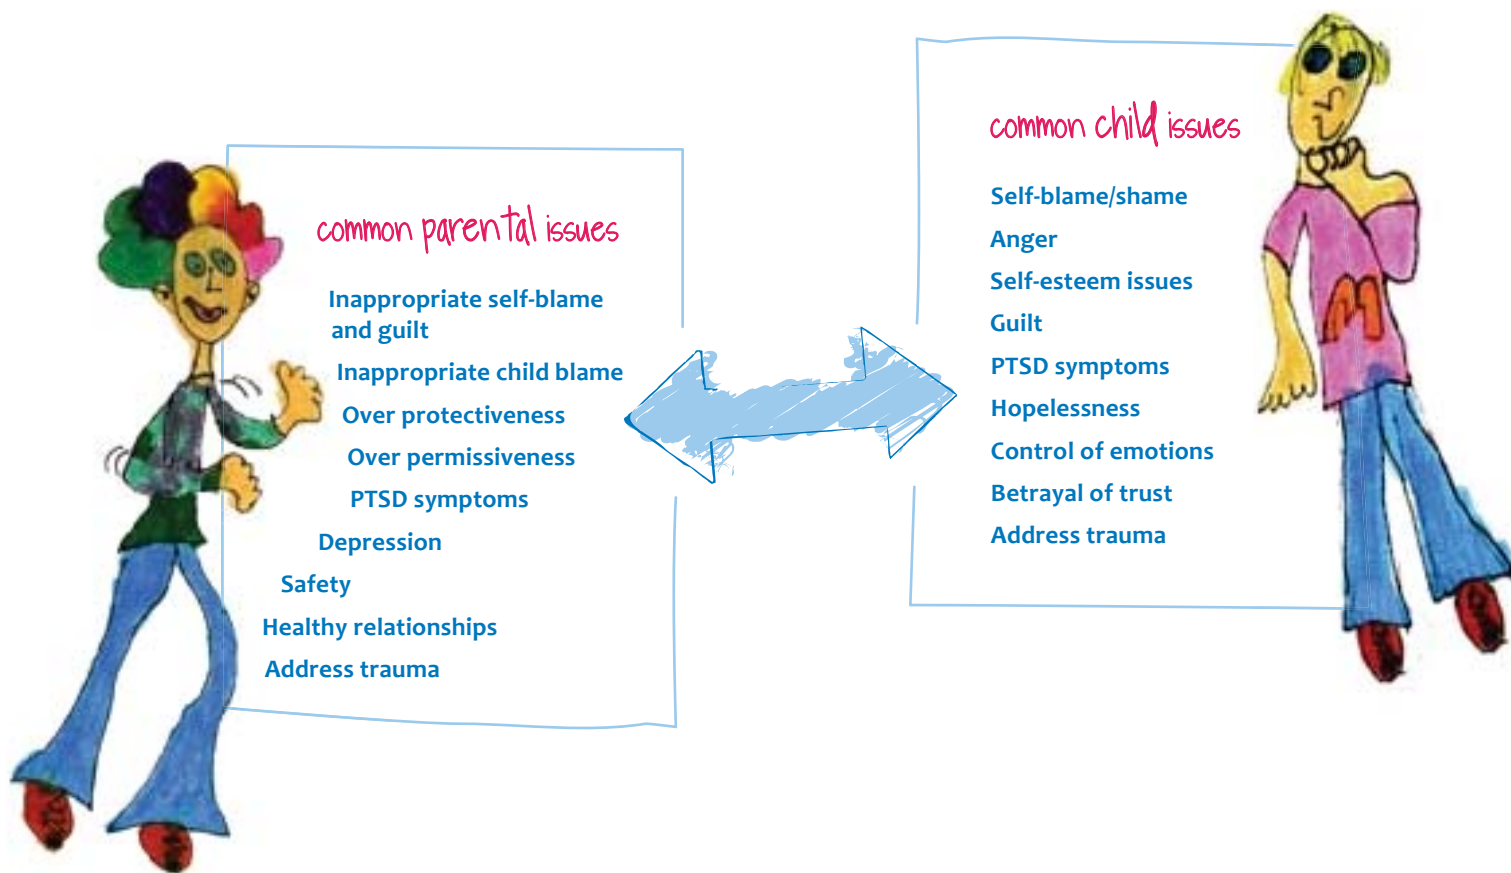 common parental issues
Inappropriate self-blame
and guilt
Inappropriate child blame
Over protectiveness
Over permissiveness
PTSD symptoms
Depression
Safety
Healthy relationships
Address trauma
common child issues
Self-blame/shame
Anger
Self-esteem issues
Guilt
PTSD symptoms
Hopelessness
Control of emotions
Betrayal of trust
Address trauma